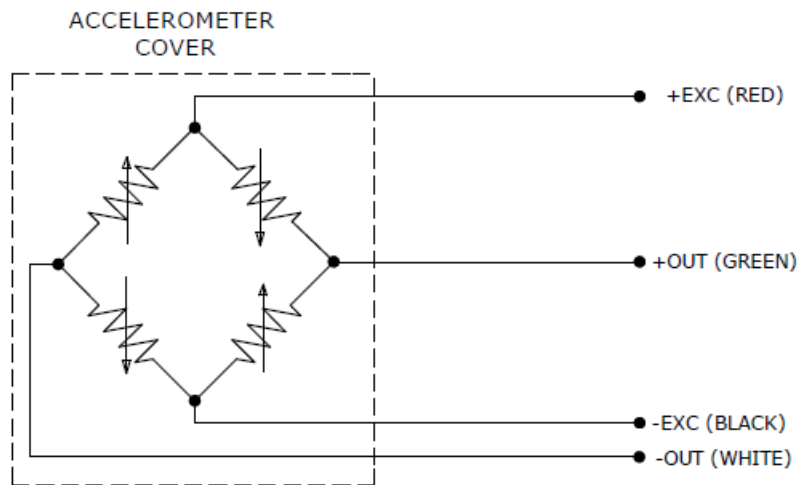 ACCELEROMETER
COVER
+EXC (RED)
+OUT (GREEN)
-EXC (BLACK)
-OUT (WHITE)